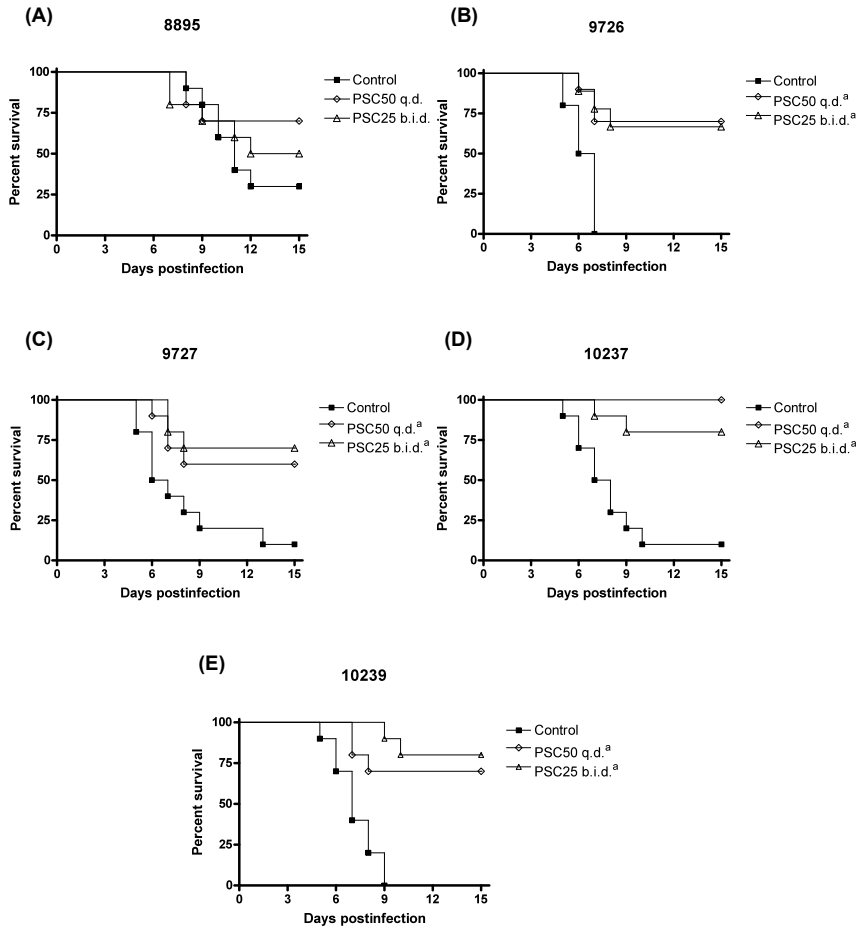 (A)
8895
100
75
50
25
0
Percent survival
0 3 6 9 12 15
Days postinfection
Control
PSC50 q.d.
PSC25 b.i.d.
(B)
9726
100
75
50
25
0
Percent survival
0 3 6 9 12 15
Days postinfection
Control
PSC50 q.d.a
PSC25 b.i.d.a
(C)
9727
100
75
50
25
0
Percent survival
0 3 6 9 12 15
Days postinfection
Control
PSC50 q.d.a
PSC25 b.i.d.a
(D)
10237
100
75
50
25
0
Percent survival
0 3 6 9 12 15
Days postinfection
Control
PSC50 q.d.a
PSC25 b.i.d.a
(E)
10239
100
75
50
25
0
Percent survival
0 3 6 9 12 15
Days postinfection
Control
PSC50 q.d.a
PSC25 b.i.d.a